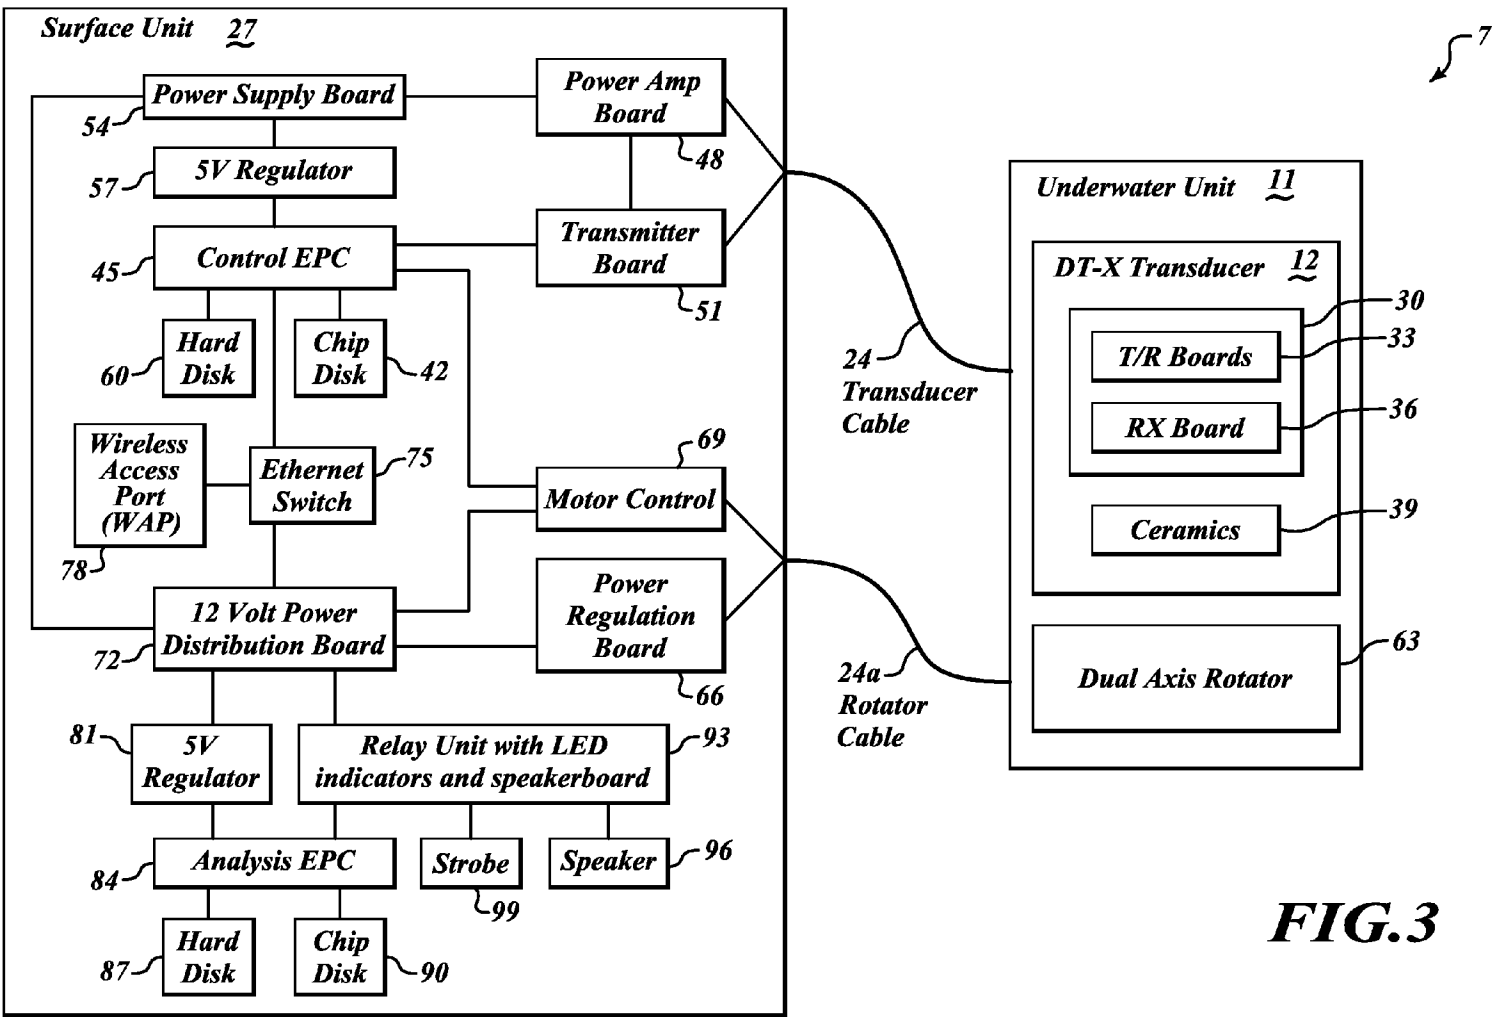 Surface Unit 27
7
Power Supply Board
54
Power Amp
Board
48
5V Regulator
57
Control EPC
45
Transmitter
Board
51
Hard
Disk
60
Chip
Disk
42
Wireless
Access
Port
(WAP)
78
Ethernet
Switch
75
Motor Control
69
12 Volt Power
Distribution Board
72
Power
Regulation
Board
66
5V
Regulator
81
Relay Unit with LED
indicators and speakerboard
93
Analysis EPC
84
Strobe
99
Speaker
96
Hard
Disk
87
Chip
Disk
90
24
Transducer
Cable
24a
Rotator
Cable
Underwater Unit 11
DT-X Transducer 12
30
T/R Boards
33
RX Board
36
Ceramics
39
Dual Axis Rotator
63
FIG.3